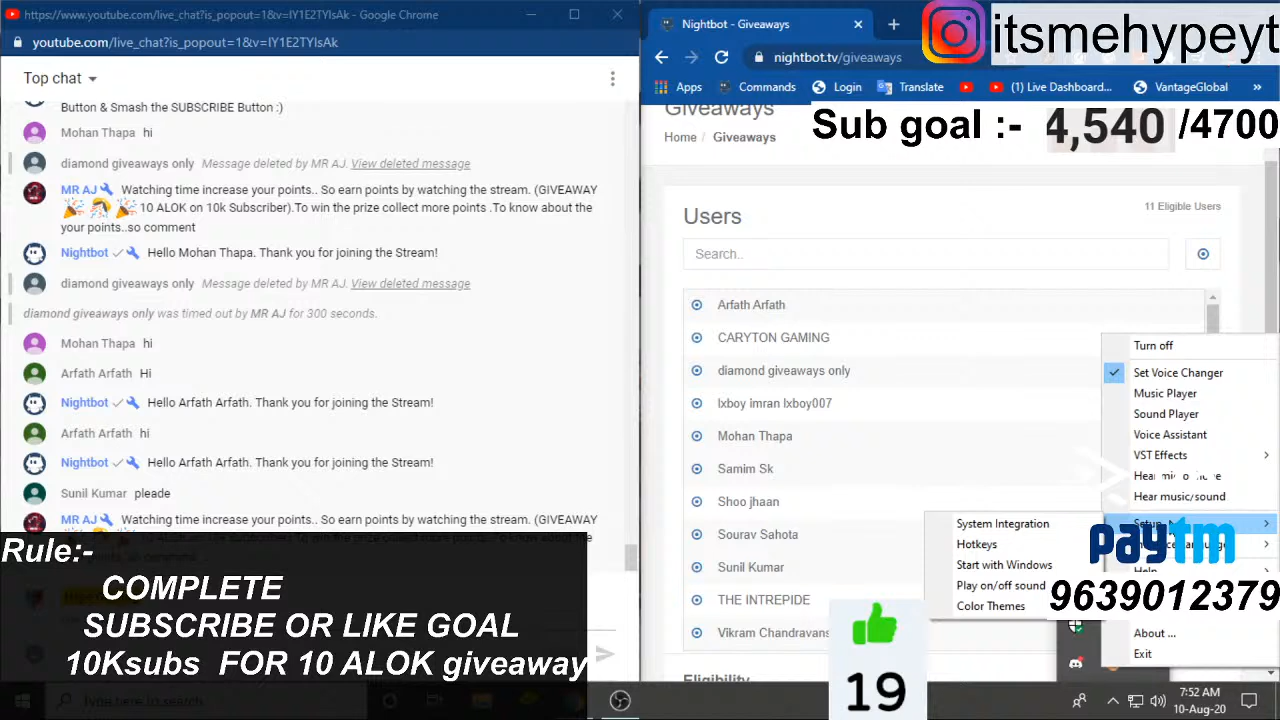 https://www.youtube.com/live_chat?is_popout=1&v=IY1E2TYIsAk - Google Chrome
youtube.com/live_chat?is_popout=1&v=IY1E2TYIsAk
Top chat
Button & Smash the SUBSCRIBE Button :)
Mohan Thapa hi
diamond giveaways only Message deleted by MR AJ. View deleted message
MR AJ Watching time increase your points.. So earn points by watching the stream. (GIVEAWAY
10 ALOK on 10k Subscriber).To win the prize collect more points .To know about the
your points..so comment
Nightbot Hello Mohan Thapa. Thank you for joining the Stream!
diamond giveaways only Message deleted by MR AJ. View deleted message
diamond giveaways only was timed out by MR AJ for 300 seconds.
Mohan Thapa hi
Arfath Arfath Hi
Nightbot Hello Arfath Arfath. Thank you for joining the Stream!
Arfath Arfath hi
Nightbot Hello Arfath Arfath. Thank you for joining the Stream!
Sunil Kumar pleade
MR AJ Watching time increase your points.. So earn points by watching the stream. (GIVEAWAY
Rule:-
COMPLETE
SUBSCRIBE OR LIKE GOAL
10Ksubs FOR 10 ALOK giveaway
Type here to search
Nightbot - Giveaways
itsmehypeyt
nightbot.tv/giveaways
Apps Commands Login Translate (1) Live Dashboard... VantageGlobal »
Giveaways
Sub goal :- 4,540 /4700
Home / Giveaways
Users
11 Eligible Users
Search..
Arfath Arfath
CARYTON GAMING
diamond giveaways only
lxboy imran lxboy007
Mohan Thapa
Samim Sk
Shoo jhaan
Sourav Sahota
Sunil Kumar
THE INTREPIDE
Vikram Chandravans
Eligibility
Turn off
Set Voice Changer
Music Player
Sound Player
Voice Assistant
VST Effects
Hear music/sound
Setup
Help
About ...
Exit
System Integration
Hotkeys
Start with Windows
Play on/off sound
Color Themes
paytm
9639012379
19
7:52 AM
10-Aug-20